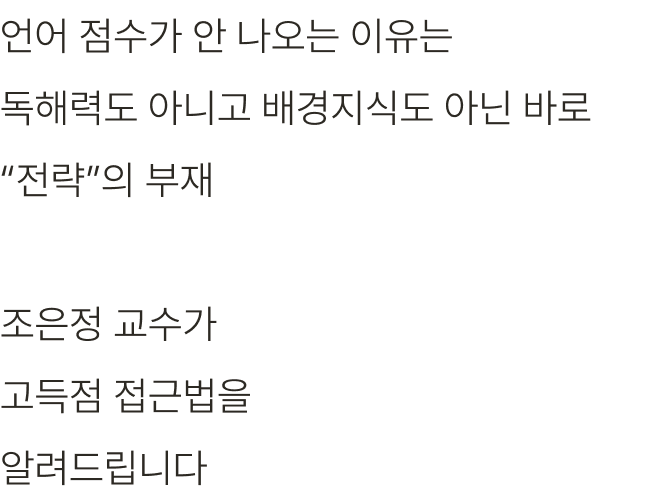 언어 점수가 안 나오는 이유는
독해력도 아니고 배경지식도 아닌 바로
“전략”의 부재
조은정 교수가
고득점 접근법을
알려드립니다